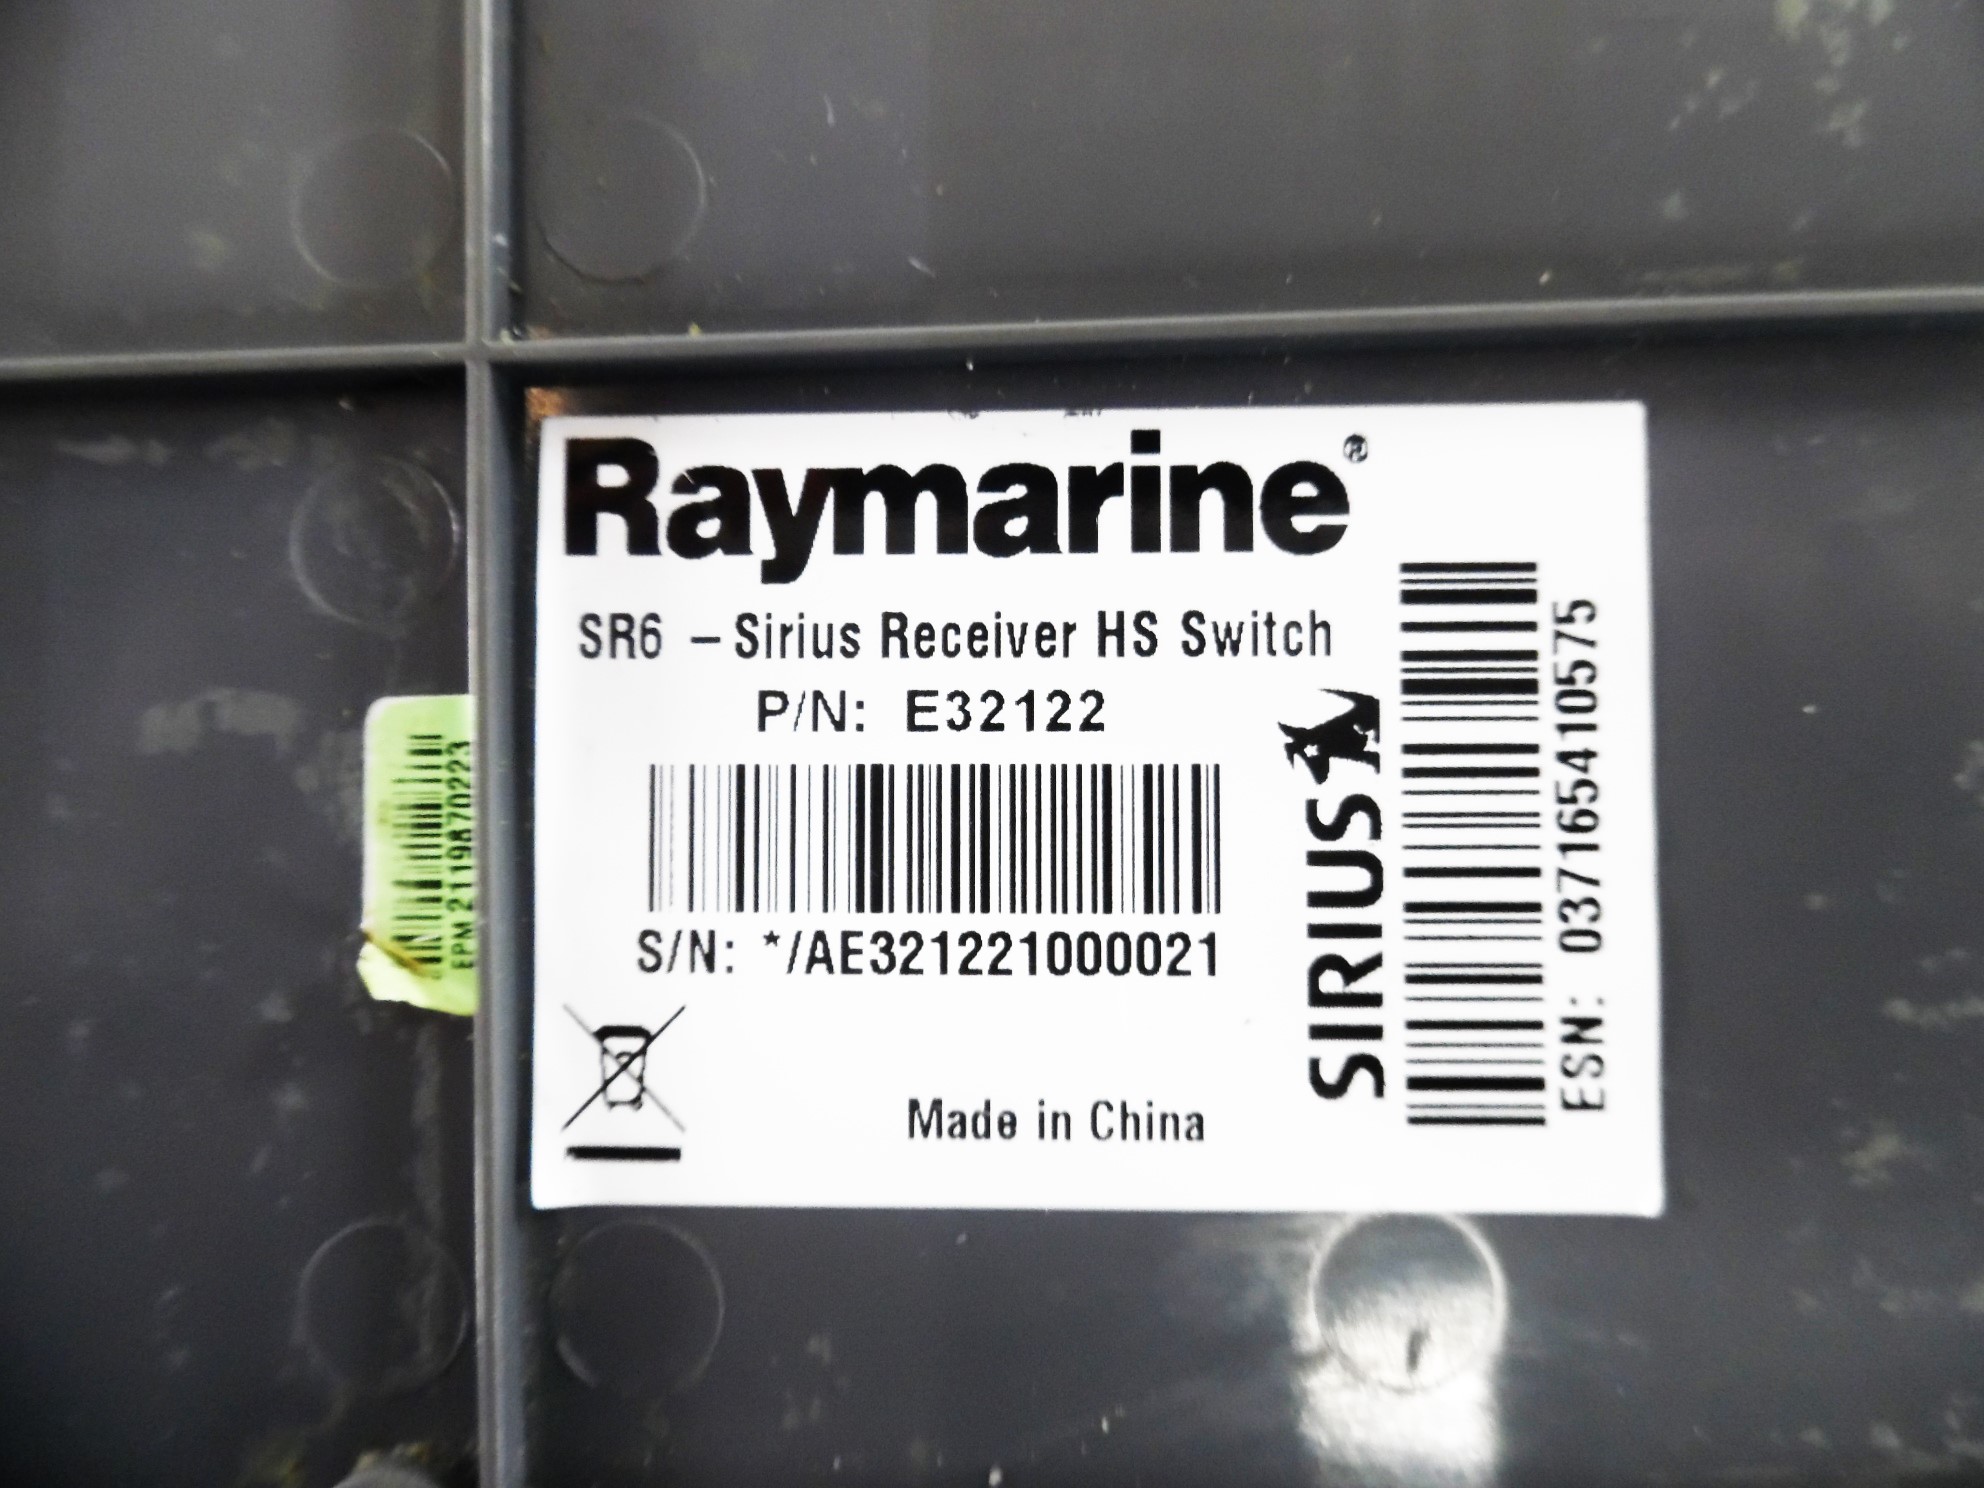 Raymarine®
SR6 – Sirius Receiver HS Switch
P/N: E32122
S/N: */AE321221000021
Made in China
SIRIUS
ESN: 037165410575
EPM 2119870223